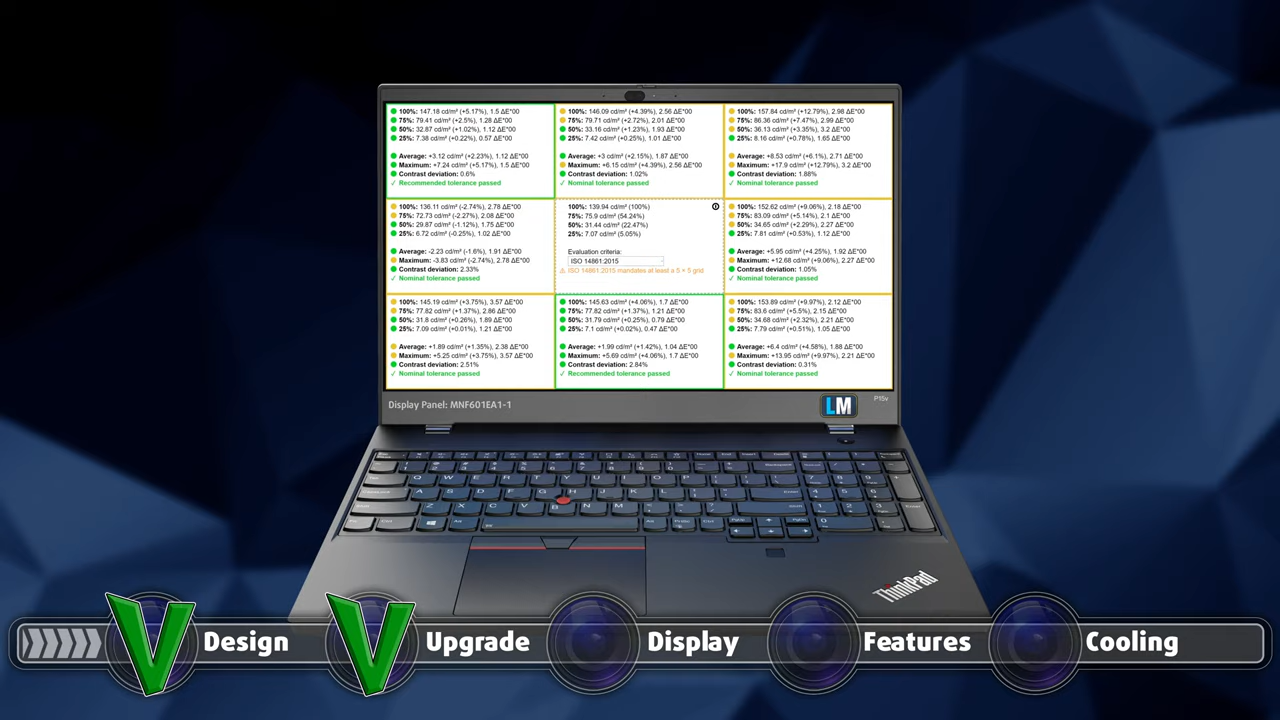 100%: 147.18 cd/m² (+5.17%), 1.5 ΔE*00
75%: 79.41 cd/m² (+2.5%), 1.28 ΔE*00
50%: 32.87 cd/m² (+1.02%), 1.12 ΔE*00
25%: 7.38 cd/m² (+0.22%), 0.57 ΔE*00
Average: +3.12 cd/m² (+2.23%), 1.12 ΔE*00
Maximum: +7.24 cd/m² (+5.17%), 1.5 ΔE*00
Contrast deviation: 0.6%
✓ Recommended tolerance passed
100%: 146.09 cd/m² (+4.39%), 2.56 ΔE*00
75%: 79.71 cd/m² (+2.72%), 2.01 ΔE*00
50%: 33.16 cd/m² (+1.23%), 1.93 ΔE*00
25%: 7.42 cd/m² (+0.25%), 1.01 ΔE*00
Average: +3 cd/m² (+2.15%), 1.87 ΔE*00
Maximum: +6.15 cd/m² (+4.39%), 2.56 ΔE*00
Contrast deviation: 1.02%
✓ Nominal tolerance passed
100%: 157.84 cd/m² (+12.79%), 2.98 ΔE*00
75%: 86.36 cd/m² (+7.47%), 2.99 ΔE*00
50%: 36.13 cd/m² (+3.35%), 3.2 ΔE*00
25%: 8.16 cd/m² (+0.78%), 1.65 ΔE*00
Average: +8.53 cd/m² (+6.1%), 2.71 ΔE*00
Maximum: +17.9 cd/m² (+12.79%), 3.2 ΔE*00
Contrast deviation: 1.88%
✓ Nominal tolerance passed
100%: 136.11 cd/m² (-2.74%), 2.78 ΔE*00
75%: 72.73 cd/m² (-2.27%), 2.08 ΔE*00
50%: 29.87 cd/m² (-1.12%), 1.75 ΔE*00
25%: 6.72 cd/m² (-0.25%), 1.02 ΔE*00
Average: -2.23 cd/m² (-1.6%), 1.91 ΔE*00
Maximum: -3.83 cd/m² (-2.74%), 2.78 ΔE*00
Contrast deviation: 2.33%
✓ Nominal tolerance passed
100%: 139.94 cd/m² (100%)
75%: 75.9 cd/m² (54.24%)
50%: 31.44 cd/m² (22.47%)
25%: 7.07 cd/m² (5.05%)
Evaluation criteria:
ISO 14861:2015
⚠ ISO 14861:2015 mandates at least a 5 × 5 grid
100%: 152.62 cd/m² (+9.06%), 2.18 ΔE*00
75%: 83.09 cd/m² (+5.14%), 2.1 ΔE*00
50%: 34.65 cd/m² (+2.29%), 2.27 ΔE*00
25%: 7.81 cd/m² (+0.53%), 1.12 ΔE*00
Average: +5.95 cd/m² (+4.25%), 1.92 ΔE*00
Maximum: +12.68 cd/m² (+9.06%), 2.27 ΔE*00
Contrast deviation: 1.05%
✓ Nominal tolerance passed
100%: 145.19 cd/m² (+3.75%), 3.57 ΔE*00
75%: 77.82 cd/m² (+1.37%), 2.86 ΔE*00
50%: 31.8 cd/m² (+0.26%), 1.89 ΔE*00
25%: 7.09 cd/m² (+0.01%), 1.21 ΔE*00
Average: +1.89 cd/m² (+1.35%), 2.38 ΔE*00
Maximum: +5.25 cd/m² (+3.75%), 3.57 ΔE*00
Contrast deviation: 2.51%
✓ Nominal tolerance passed
100%: 145.63 cd/m² (+4.06%), 1.7 ΔE*00
75%: 77.82 cd/m² (+1.37%), 1.21 ΔE*00
50%: 31.79 cd/m² (+0.25%), 0.79 ΔE*00
25%: 7.1 cd/m² (+0.02%), 0.47 ΔE*00
Average: +1.99 cd/m² (+1.42%), 1.04 ΔE*00
Maximum: +5.69 cd/m² (+4.06%), 1.7 ΔE*00
Contrast deviation: 2.84%
✓ Recommended tolerance passed
100%: 153.89 cd/m² (+9.97%), 2.12 ΔE*00
75%: 83.6 cd/m² (+5.5%), 2.15 ΔE*00
50%: 34.68 cd/m² (+2.32%), 2.21 ΔE*00
25%: 7.79 cd/m² (+0.51%), 1.05 ΔE*00
Average: +6.4 cd/m² (+4.58%), 1.88 ΔE*00
Maximum: +13.95 cd/m² (+9.97%), 2.21 ΔE*00
Contrast deviation: 0.31%
✓ Nominal tolerance passed
Display Panel: MNF601EA1-1
LM
P15v
Q W E R T Y U I O P
A S D F G H J K L
Z X C V B N M
ThinkPad
Design
Upgrade
Display
Features
Cooling